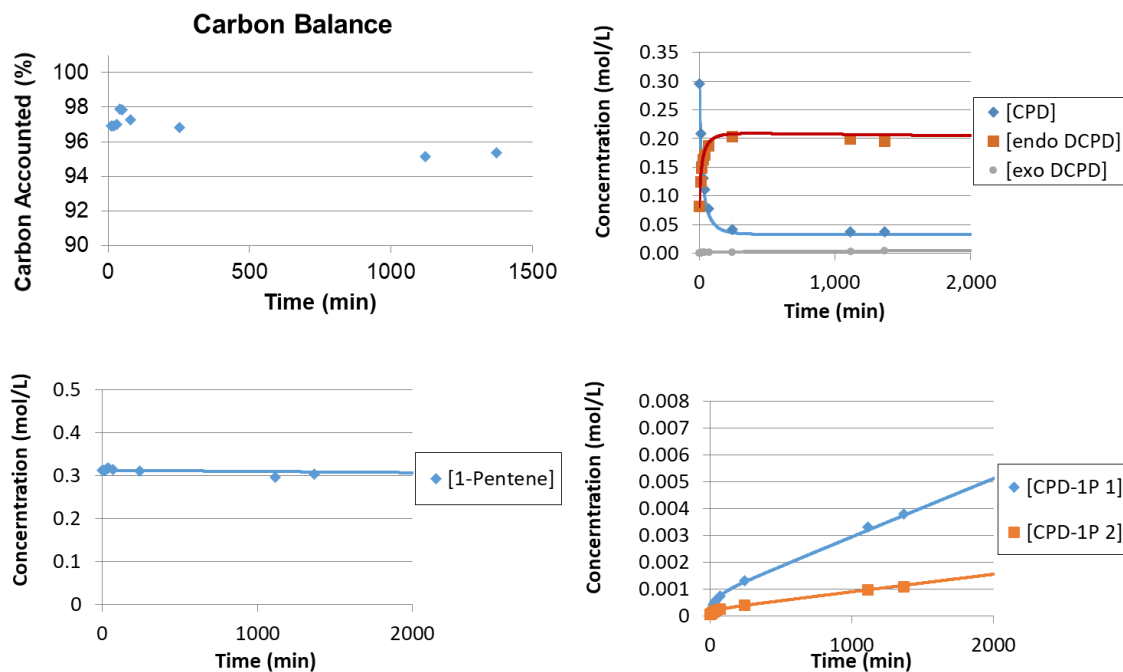 Carbon Balance
Carbon Accounted (%)
100
98
96
94
92
90
0
500
1000
1500
Time (min)
Concerntration (mol/L)
0.35
0.30
0.25
0.20
0.15
0.10
0.05
0.00
0
1,000
2,000
Time (min)
[CPD]
[endo DCPD]
[exo DCPD]
Concerntration (mol/L)
0.5
0.4
0.3
0.2
0.1
0
0
1000
2000
Time (min)
[1-Pentene]
Concerntration (mol/L)
0.008
0.007
0.006
0.005
0.004
0.003
0.002
0.001
0
0
1000
2000
Time (min)
[CPD-1P 1]
[CPD-1P 2]